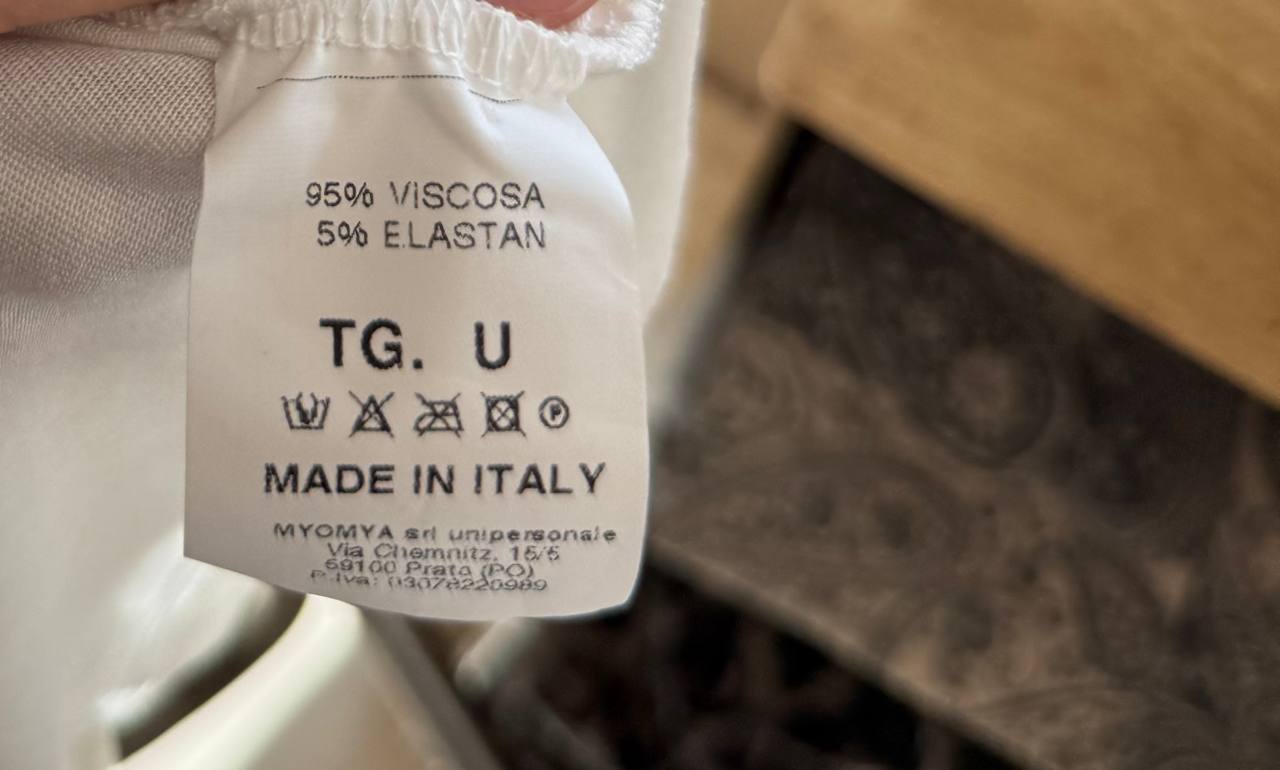 95% VISCOSA
5% ELASTAN
TG. U
P
MADE IN ITALY
MYOMYA srl unipersonale
Via Chemnitz, 15/5
59100 Prato (PO)
P.Iva: 03078220989